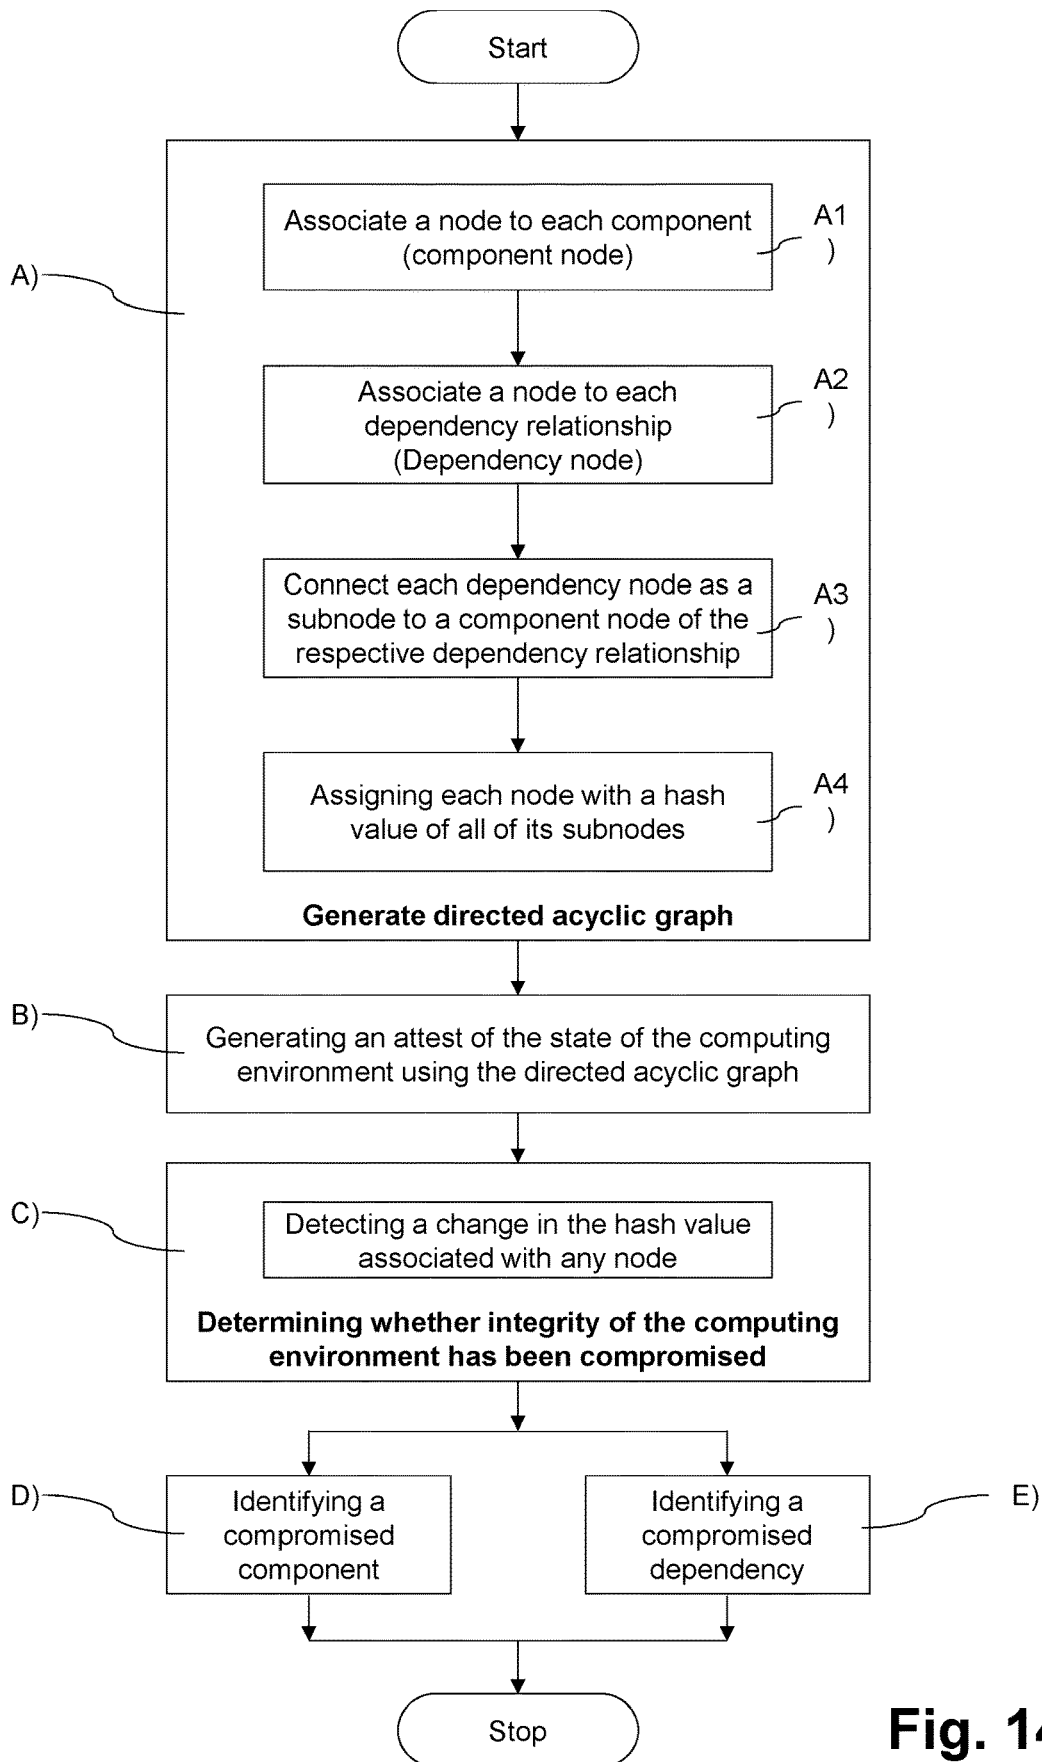 Start
A)
Associate a node to each component
(component node)
A1
)
Associate a node to each
dependency relationship
(Dependency node)
A2
)
Connect each dependency node as a
subnode to a component node of the
respective dependency relationship
A3
)
Assigning each node with a hash
value of all of its subnodes
A4
)
Generate directed acyclic graph
B)
Generating an attest of the state of the computing
environment using the directed acyclic graph
C)
Detecting a change in the hash value
associated with any node
Determining whether integrity of the computing
environment has been compromised
D)
Identifying a
compromised
component
Identifying a
compromised
dependency
E)
Stop
Fig. 14